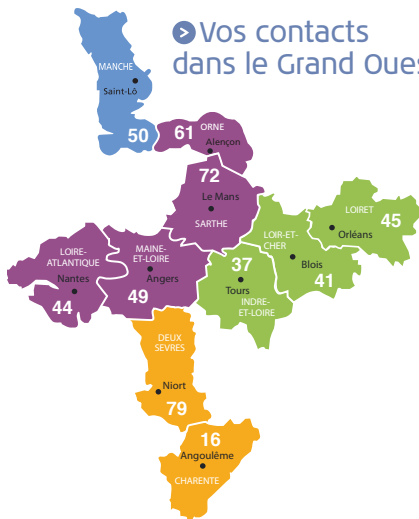 Vos contacts
dans le Grand Oues
MANCHE
Saint-Lô
50
61
ORNE
Alençon
72
Le Mans
SARTHE
LOIRET
45
Orléans
LOIR-ET-
CHER
Blois
41
LOIRE-
ATLANTIQUE
Nantes
44
MAINE-
ET-LOIRE
Angers
49
37
Tours
INDRE-
ET-LOIRE
DEUX
SEVRES
Niort
79
16
Angoulême
CHARENTE